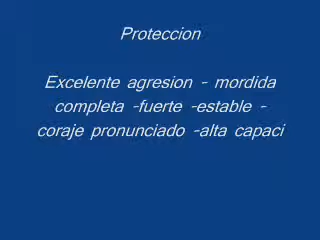 Proteccion
Excelente agresion - mordida
completa -fuerte -estable -
coraje pronunciado -alta capaci